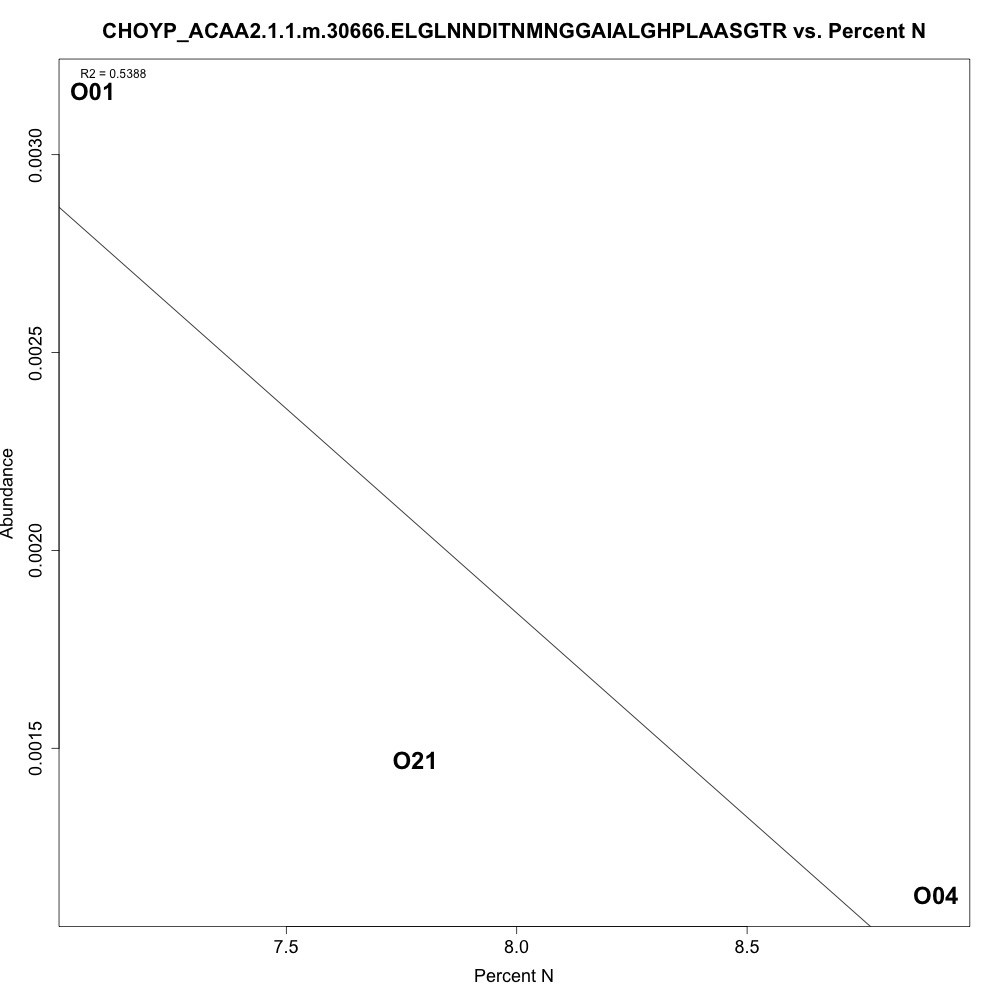 CHOYP_ACAA2.1.1.m.30666.ELGLNNDITNMNGGAIALGHPLAASGTR vs. Percent N
R2 = 0.5388
O01
0.0030
0.0025
Abundance
0.0020
0.0015
O21
O04
7.5 8.0 8.5
Percent N